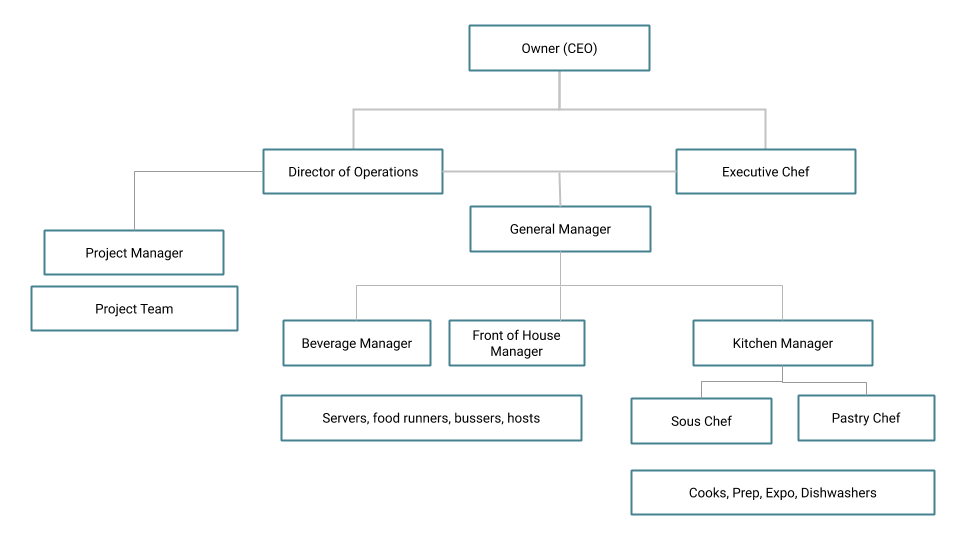 Owner (CEO)
Director of Operations
Executive Chef
General Manager
Project Manager
Project Team
Beverage Manager
Front of House
Manager
Kitchen Manager
Servers, food runners, bussers, hosts
Sous Chef
Pastry Chef
Cooks, Prep, Expo, Dishwashers